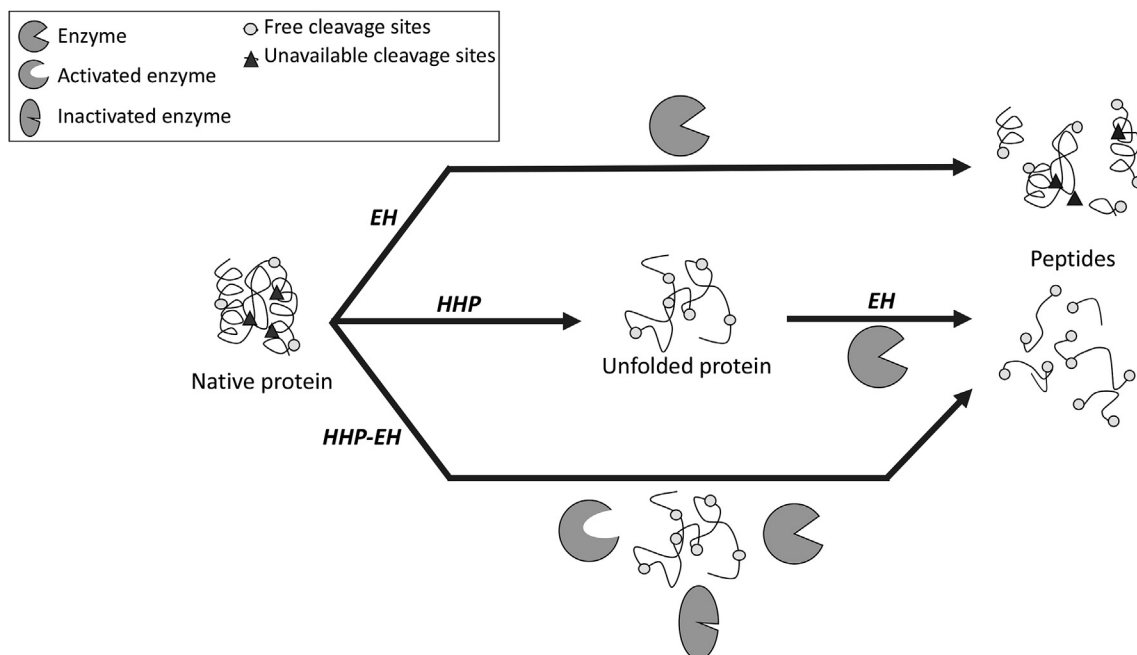 Enzyme
Free cleavage sites
Activated enzyme
Unavailable cleavage sites
Inactivated enzyme
EH
Peptides
HHP
EH
Native protein
Unfolded protein
HHP-EH